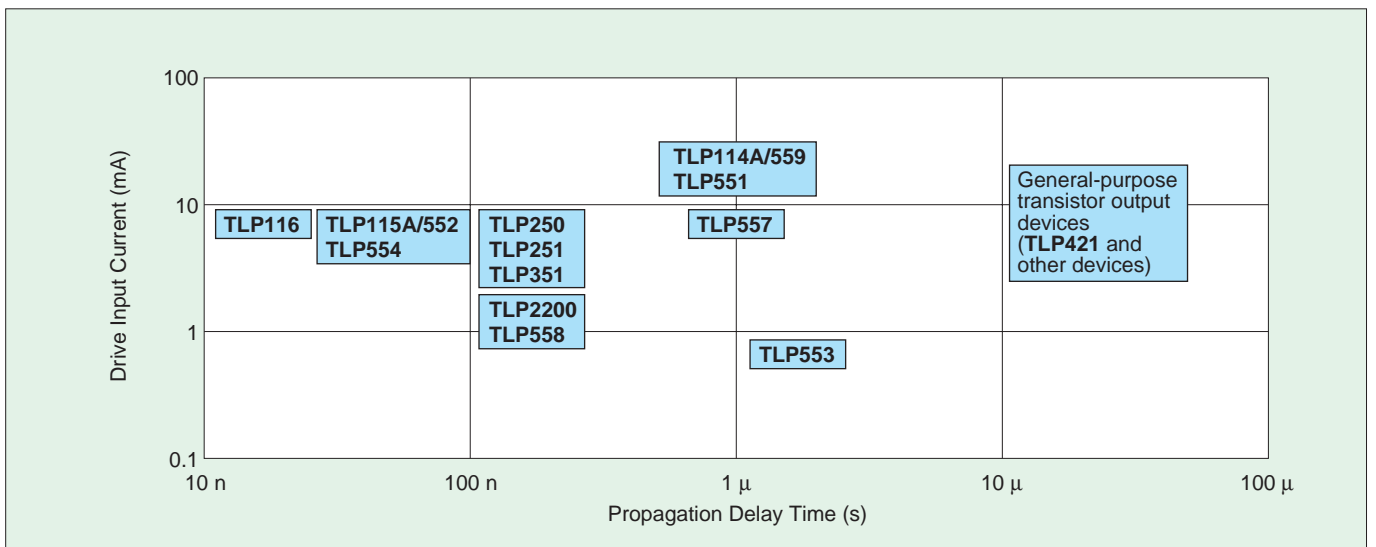 Drive Input Current (mA)
100
10
1
0.1
TLP116
TLP115A/552
TLP554
TLP250
TLP251
TLP351
TLP2200
TLP558
TLP114A/559
TLP551
TLP557
TLP553
General-purpose
transistor output
devices
(TLP421 and
other devices)
10 n
100 n
1 μ
10 μ
100 μ
Propagation Delay Time (s)